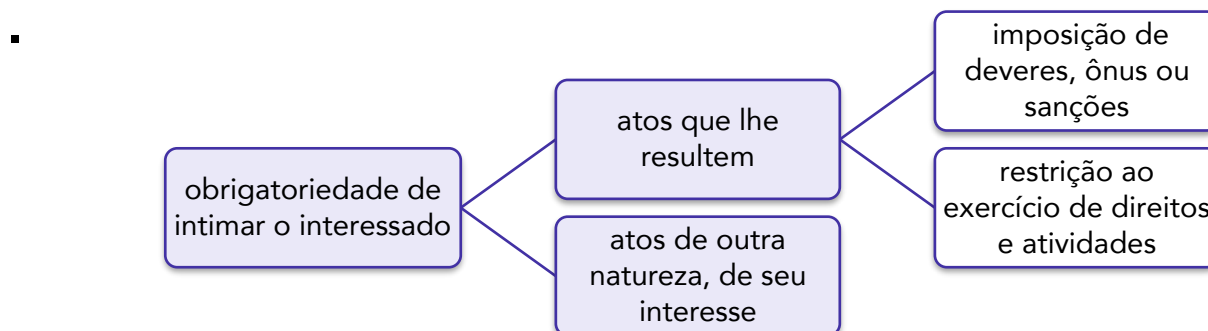 obrigatoriedade de
intimar o interessado
atos que lhe
resultem
imposição de
deveres, ônus ou
sanções
restrição ao
exercício de direitos
e atividades
atos de outra
natureza, de seu
interesse